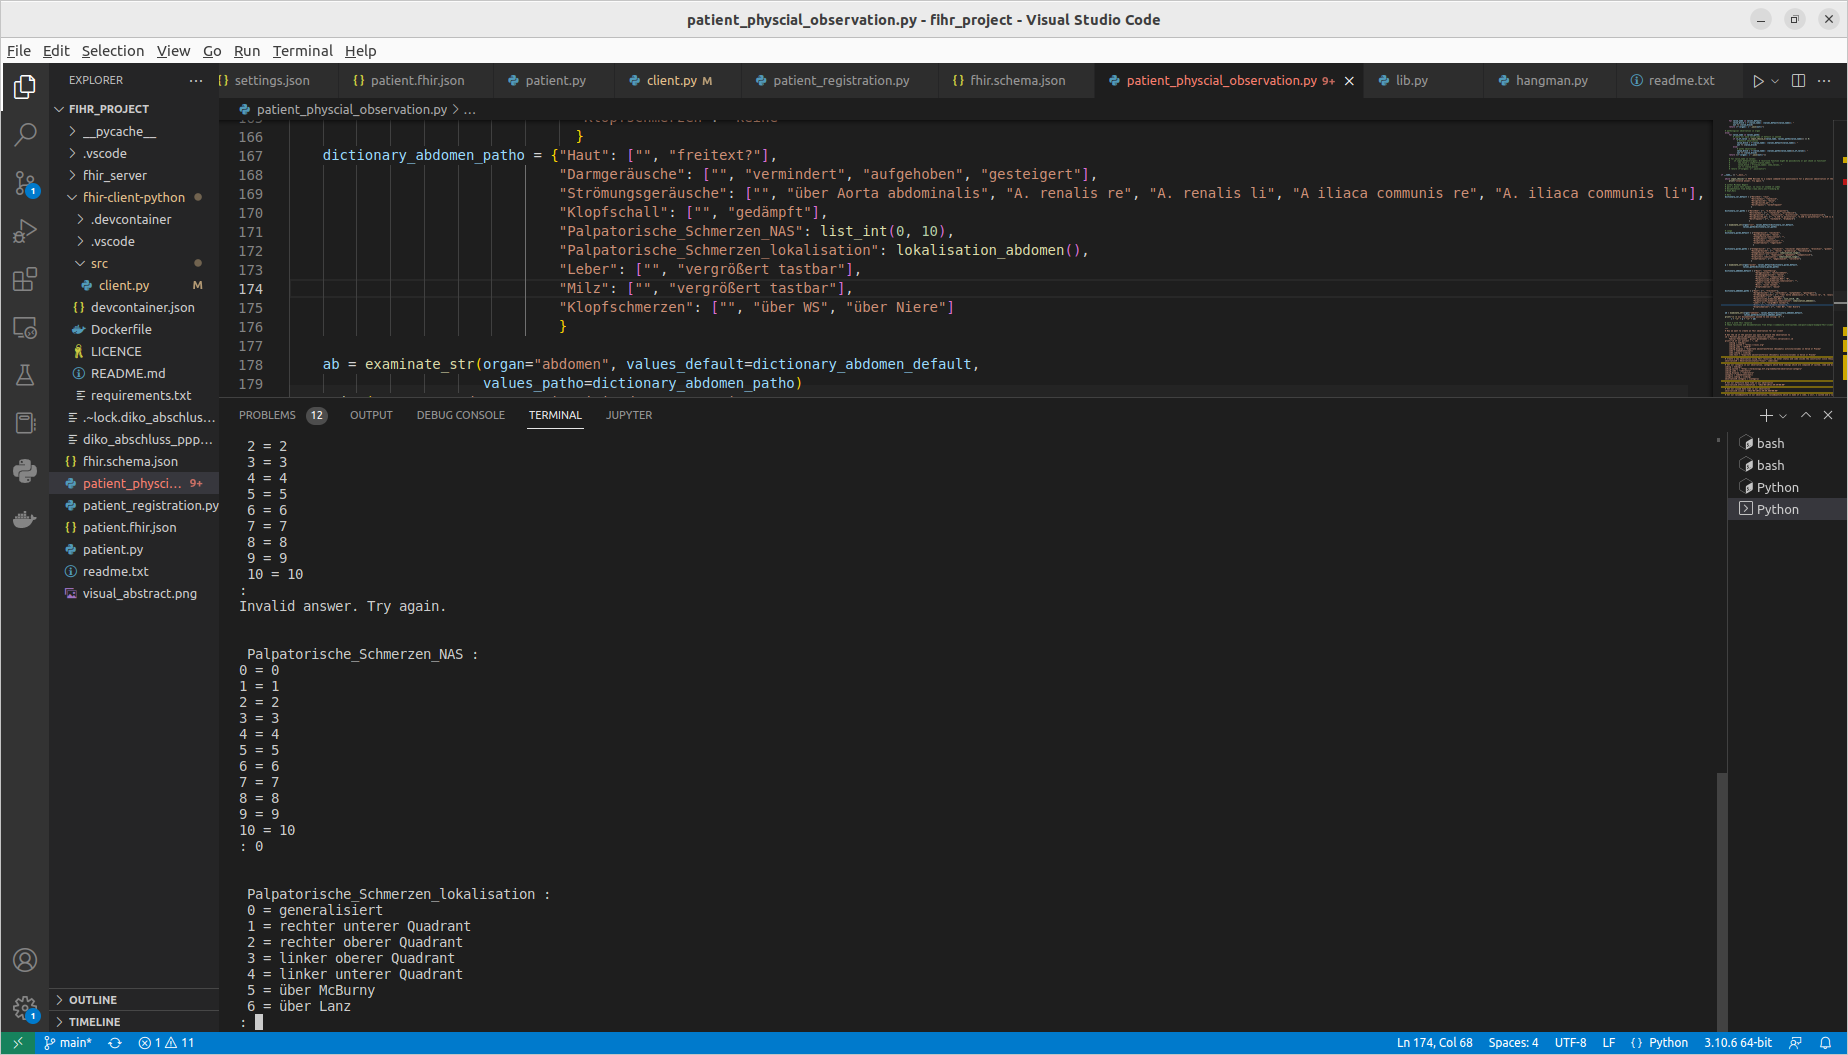 patient_physcial_observation.py - fihr_project - Visual Studio Code
File Edit Selection View Go Run Terminal Help
EXPLORER
settings.json
patient.fhir.json
patient.py
client.py M
patient_registration.py
fhir.schema.json
patient_physcial_observation.py 9+
lib.py
hangman.py
readme.txt
FIHR_PROJECT
__pycache__
.vscode
fhir_server
fhir-client-python
.devcontainer
.vscode
src
client.py M
devcontainer.json
Dockerfile
LICENCE
README.md
requirements.txt
.~lock.diko_abschlus...
diko_abschluss_ppp...
fhir.schema.json
patient_physci... 9+
patient_registration.py
patient.fhir.json
patient.py
readme.txt
visual_abstract.png
OUTLINE
TIMELINE
patient_physcial_observation.py > ...
166 }
167 dictionary_abdomen_patho = {"Haut": ["", "freitext?"],
168 "Darmgeräusche": ["", "vermindert", "aufgehoben", "gesteigert"],
169 "Strömungsgeräusche": ["", "über Aorta abdominalis", "A. renalis re", "A. renalis li", "A iliaca communis re", "A. iliaca communis li"],
170 "Klopfschall": ["", "gedämpft"],
171 "Palpatorische_Schmerzen_NAS": list_int(0, 10),
172 "Palpatorische_Schmerzen_lokalisation": lokalisation_abdomen(),
173 "Leber": ["", "vergrößert tastbar"],
174 "Milz": ["", "vergrößert tastbar"],
175 "Klopfschmerzen": ["", "über WS", "über Niere"]
176 }
177
178 ab = examinate_str(organ="abdomen", values_default=dictionary_abdomen_default,
179 values_patho=dictionary_abdomen_patho)
PROBLEMS 12 OUTPUT DEBUG CONSOLE TERMINAL JUPYTER
2 = 2
3 = 3
4 = 4
5 = 5
6 = 6
7 = 7
8 = 8
9 = 9
10 = 10
:
Invalid answer. Try again.
Palpatorische_Schmerzen_NAS :
0 = 0
1 = 1
2 = 2
3 = 3
4 = 4
5 = 5
6 = 6
7 = 7
8 = 8
9 = 9
10 = 10
: 0
Palpatorische_Schmerzen_lokalisation :
0 = generalisiert
1 = rechter unterer Quadrant
2 = rechter oberer Quadrant
3 = linker oberer Quadrant
4 = linker unterer Quadrant
5 = über McBurny
6 = über Lanz
:
bash
bash
Python
Python
1
1
main* 1 11
Ln 174, Col 68 Spaces: 4 UTF-8 LF Python 3.10.6 64-bit